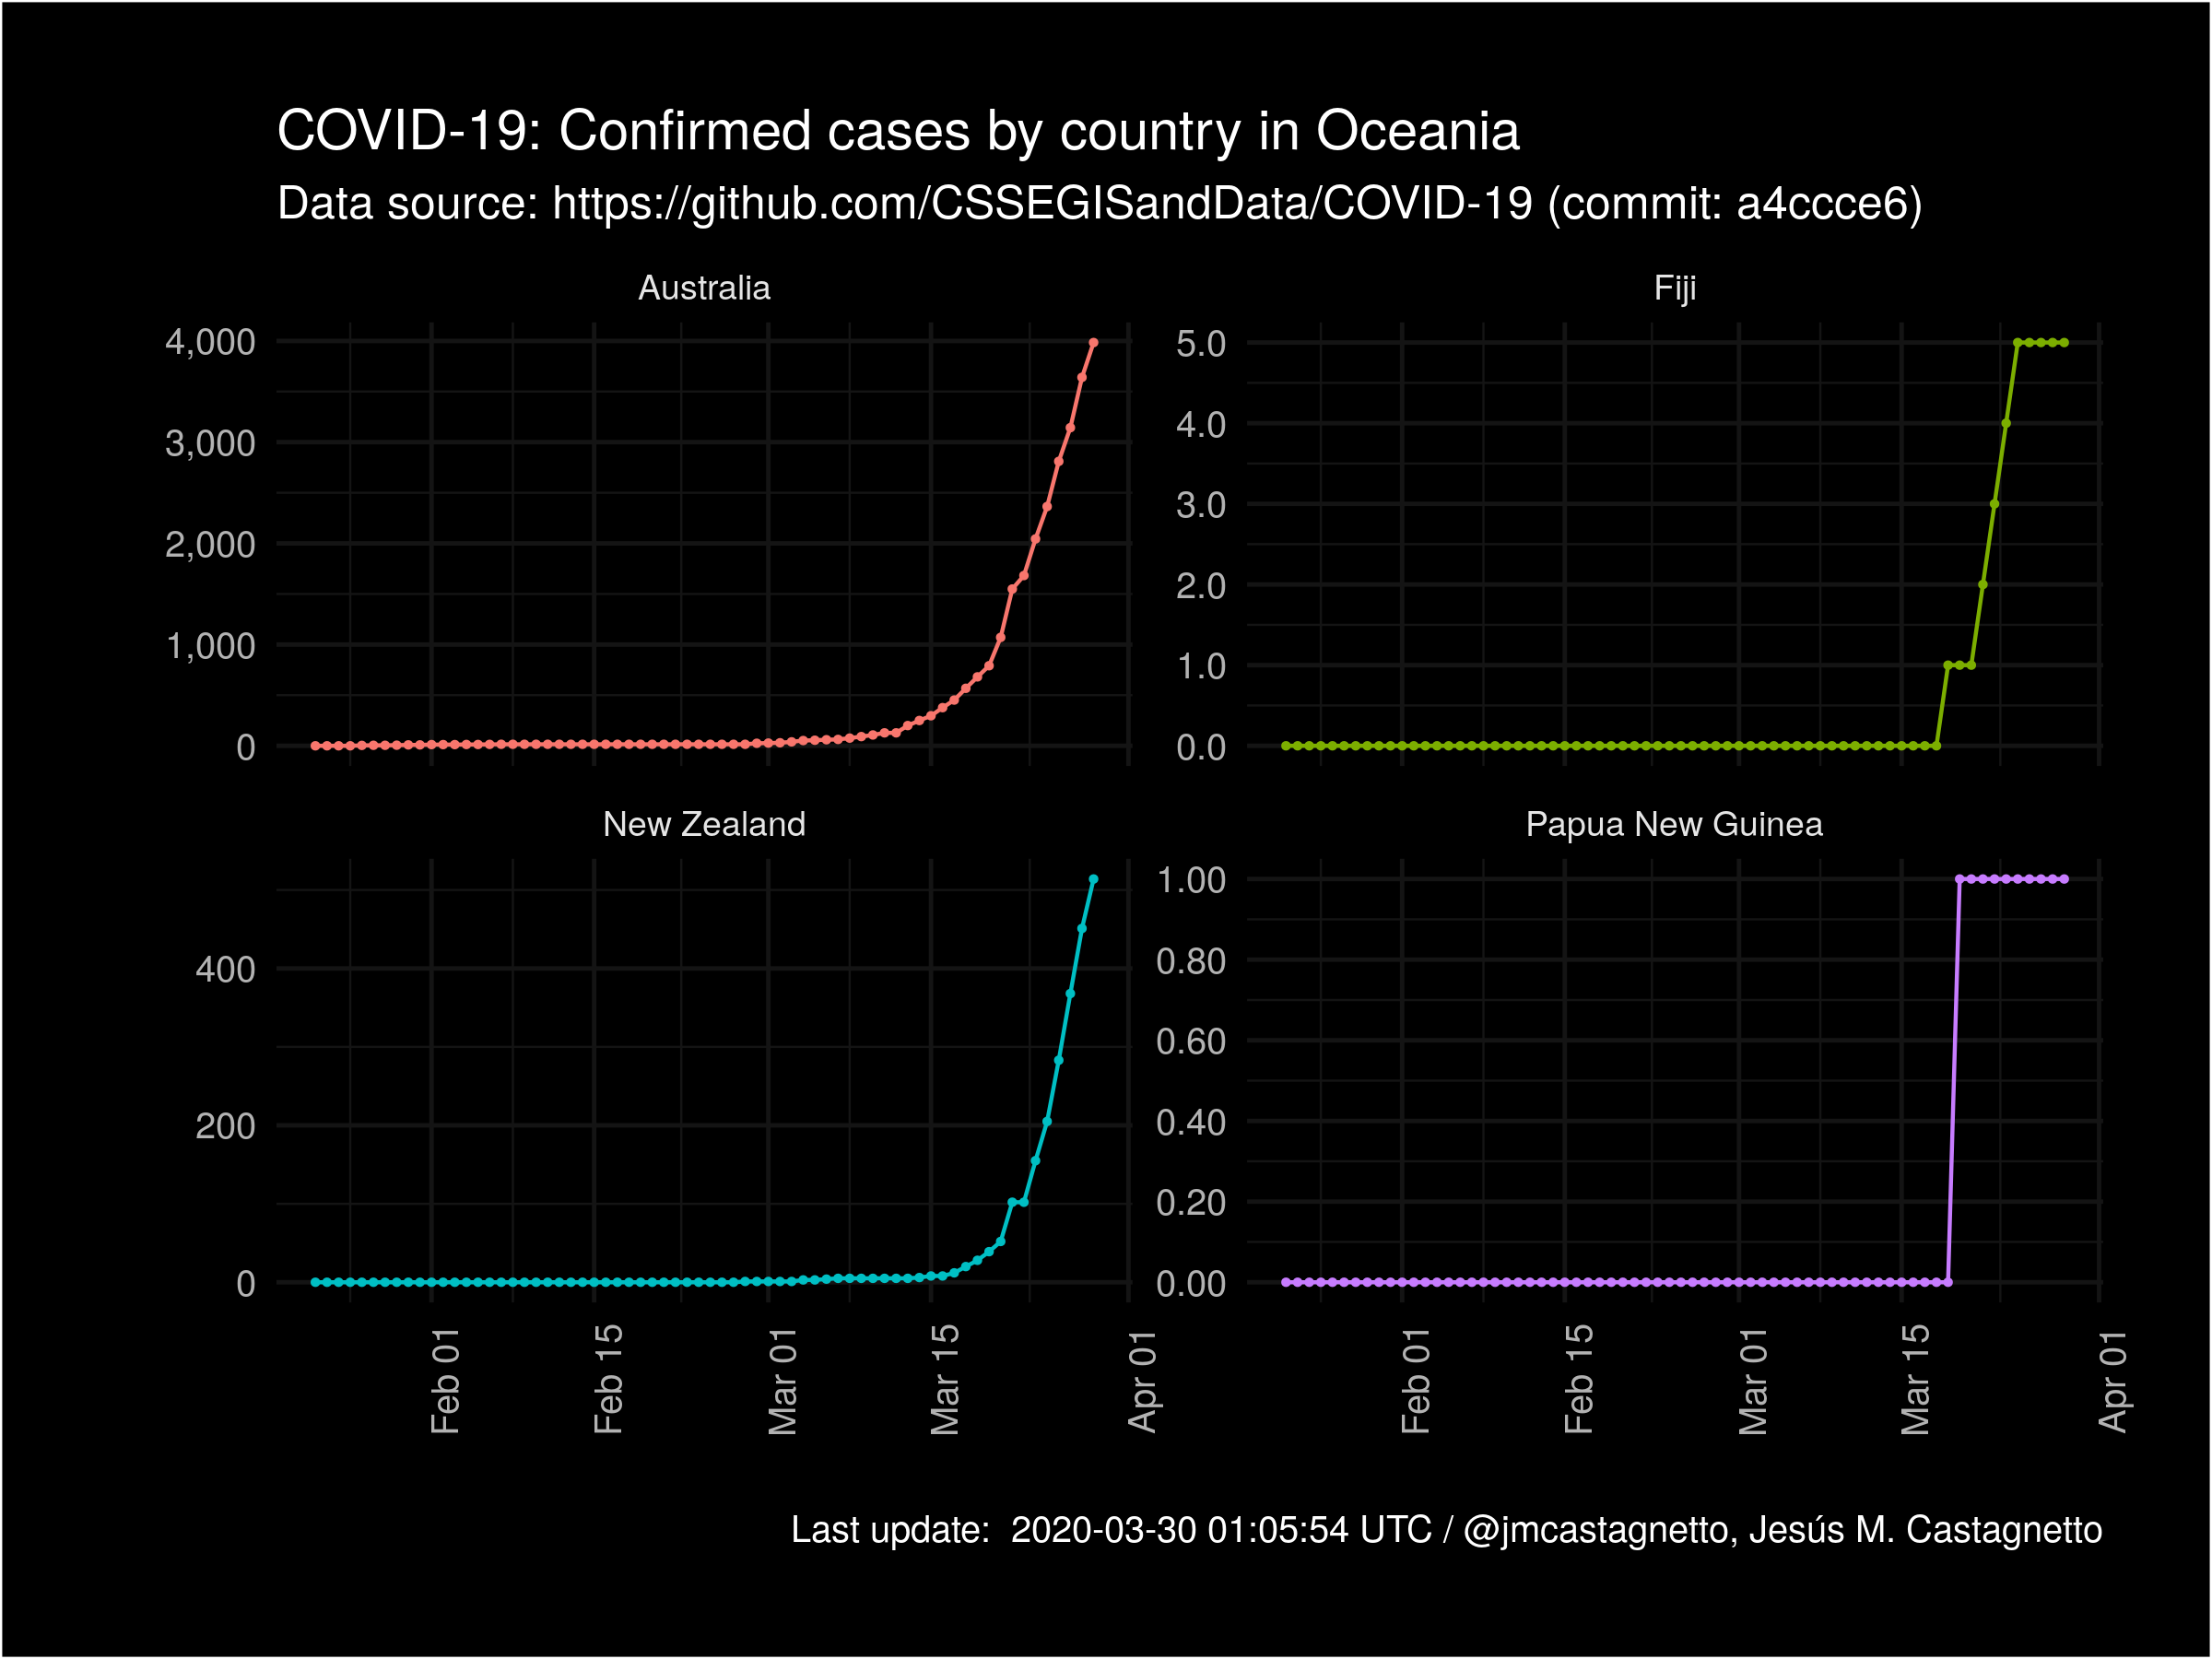 COVID-19: Confirmed cases by country in Oceania
Data source: https://github.com/CSSEGISandData/COVID-19 (commit: a4ccce6)
Australia
4,000
3,000
2,000
1,000
0
Fiji
5.0
4.0
3.0
2.0
1.0
0.0
New Zealand
400
200
0
Feb 01
Feb 15
Mar 01
Mar 15
Apr 01
Papua New Guinea
1.00
0.80
0.60
0.40
0.20
0.00
Feb 01
Feb 15
Mar 01
Mar 15
Apr 01
Last update:  2020-03-30 01:05:54 UTC / @jmcastagnetto, Jesús M. Castagnetto